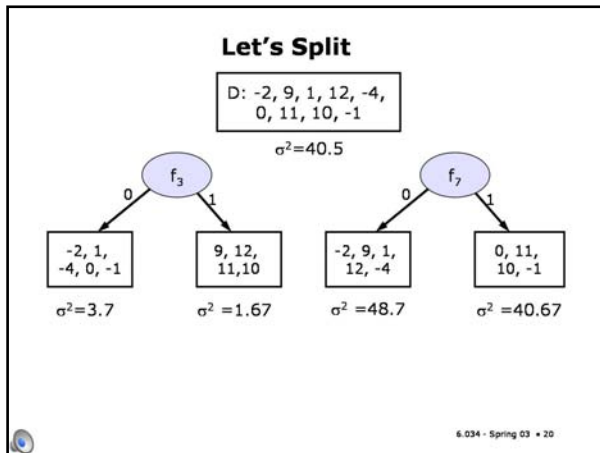 Let's Split
D: -2, 9, 1, 12, -4,
0, 11, 10, -1
σ²=40.5
f₃
f₇
0
1
0
1
-2, 1,
-4, 0, -1
9, 12,
11,10
-2, 9, 1,
12, -4
0, 11,
10, -1
σ²=3.7
σ² =1.67
σ² =48.7
σ² =40.67
6.034 - Spring 03 • 20